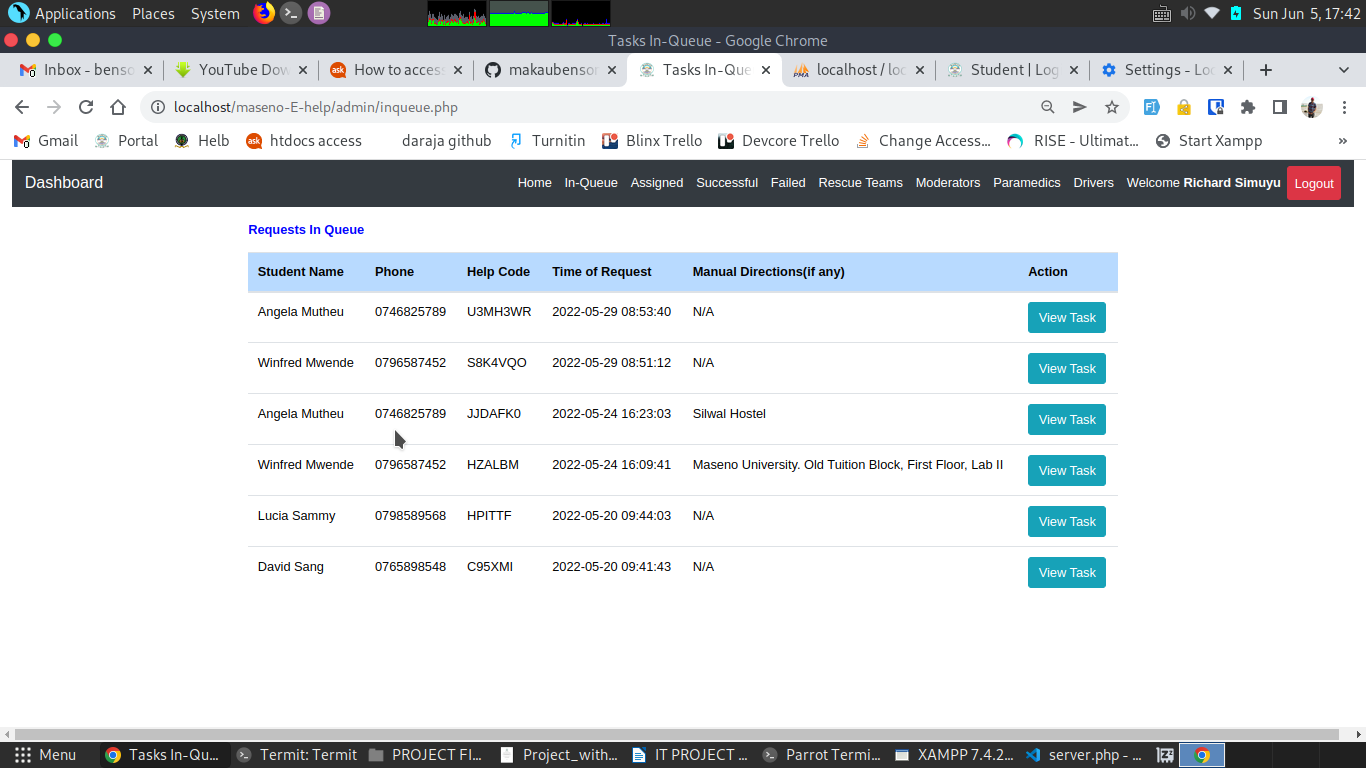 Applications Places System Sun Jun 5, 17:42
Tasks In-Queue - Google Chrome
Inbox - benso YouTube Dow How to acces makaubensor Tasks In-Que localhost / loc Student | Log Settings - Loc
localhost/maseno-E-help/admin/inqueue.php
Gmail Portal Helb htdocs access daraja github Turnitin Blinx Trello Devcore Trello Change Access... RISE - Ultimat... Start Xampp »
Dashboard Home In-Queue Assigned Successful Failed Rescue Teams Moderators Paramedics Drivers Welcome Richard Simuyu Logout
Requests In Queue
Student Name Phone Help Code Time of Request Manual Directions(if any) Action
Angela Mutheu 0746825789 U3MH3WR 2022-05-29 08:53:40 N/A View Task
Winfred Mwende 0796587452 S8K4VQO 2022-05-29 08:51:12 N/A View Task
Angela Mutheu 0746825789 JJDAFK0 2022-05-24 16:23:03 Silwal Hostel View Task
Winfred Mwende 0796587452 HZALBM 2022-05-24 16:09:41 Maseno University. Old Tuition Block, First Floor, Lab II View Task
Lucia Sammy 0798589568 HPITTF 2022-05-20 09:44:03 N/A View Task
David Sang 0765898548 C95XMI 2022-05-20 09:41:43 N/A View Task
Menu Tasks In-Qu... Termit: Termit PROJECT FI... Project_with... IT PROJECT ... Parrot Termi... XAMPP 7.4.2... server.php - ...